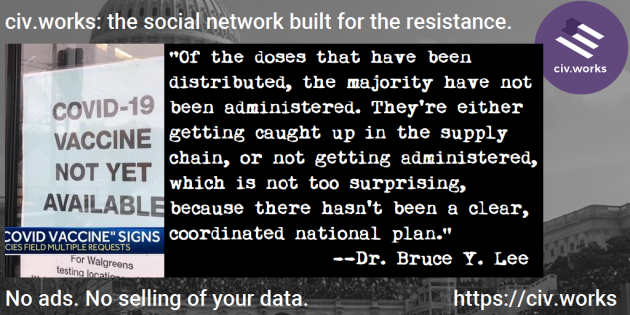 civ.works: the social network built for the resistance.
civ.works
COVID-19
VACCINE
NOT YET
AVAILABLE
COVID VACCINE" SIGNS
CIES FIELD MULTIPLE REQUESTS
For Walgreens
testing locations
"Of the doses that have been
distributed, the majority have not
been administered. They're either
getting caught up in the supply
chain, or not getting administered,
which is not too surprising,
because there hasn't been a clear,
coordinated national plan."
--Dr. Bruce Y. Lee
No ads. No selling of your data.
https://civ.works